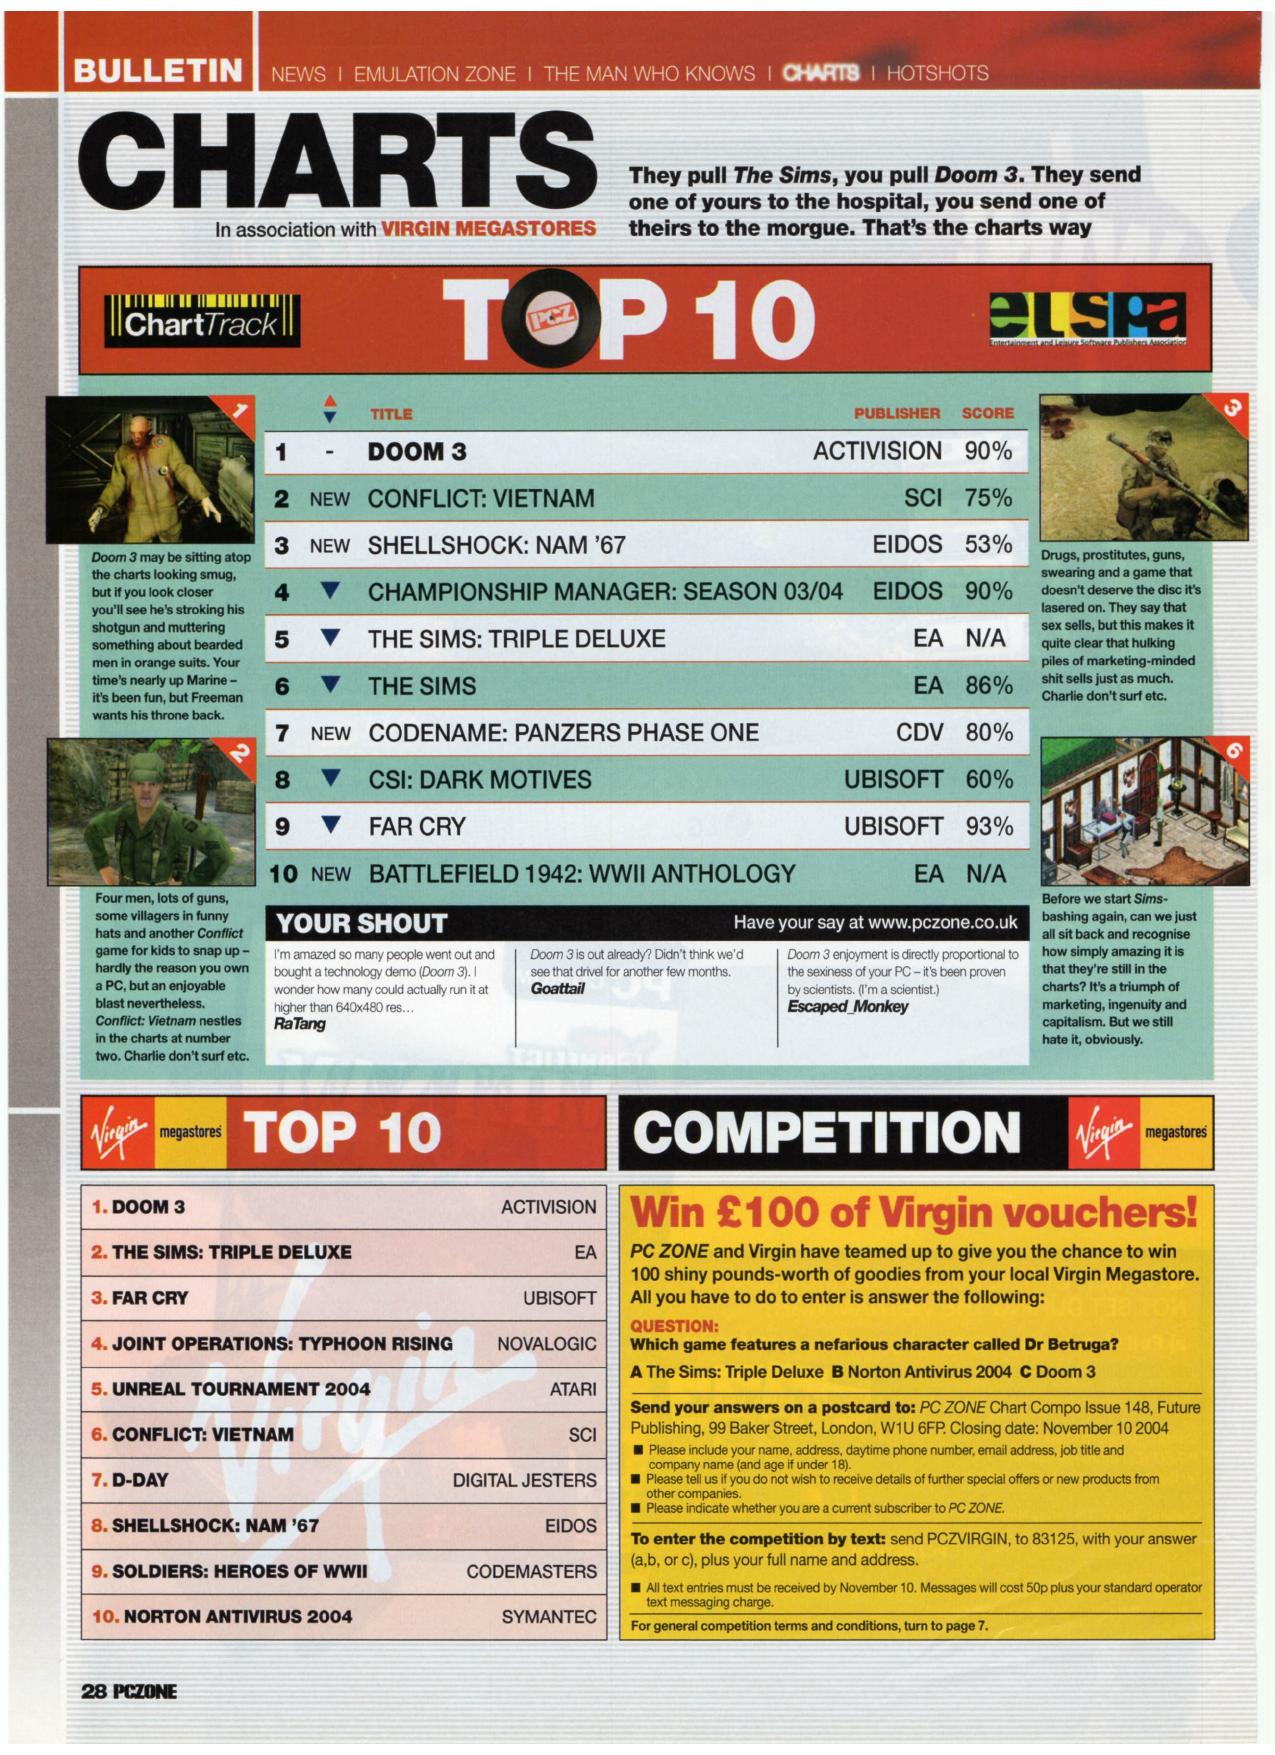 BULLETIN
NEWS | EMULATION ZONE | THE MAN WHO KNOWS | CHARTS | HOTSHOTS
CHARTS
In association with VIRGIN MEGASTORES
They pull The Sims, you pull Doom 3. They send
one of yours to the hospital, you send one of
theirs to the morgue. That's the charts way
ChartTrack
TOP 10
PCZ
elspa
Entertainment and Leisure Software Publishers Association
1
Doom 3 may be sitting atop
the charts looking smug,
but if you look closer
you'll see he's stroking his
shotgun and muttering
something about bearded
men in orange suits. Your
time's nearly up Marine –
it's been fun, but Freeman
wants his throne back.
2
Four men, lots of guns,
some villagers in funny
hats and another Conflict
game for kids to snap up –
hardly the reason you own
a PC, but an enjoyable
blast nevertheless.
Conflict: Vietnam nestles
in the charts at number
two. Charlie don't surf etc.
TITLE PUBLISHER SCORE
1 - DOOM 3 ACTIVISION 90%
2 NEW CONFLICT: VIETNAM SCI 75%
3 NEW SHELLSHOCK: NAM '67 EIDOS 53%
4 ▼ CHAMPIONSHIP MANAGER: SEASON 03/04 EIDOS 90%
5 ▼ THE SIMS: TRIPLE DELUXE EA N/A
6 ▼ THE SIMS EA 86%
7 NEW CODENAME: PANZERS PHASE ONE CDV 80%
8 ▼ CSI: DARK MOTIVES UBISOFT 60%
9 ▼ FAR CRY UBISOFT 93%
10 NEW BATTLEFIELD 1942: WWII ANTHOLOGY EA N/A
3
Drugs, prostitutes, guns,
swearing and a game that
doesn't deserve the disc it's
lasered on. They say that
sex sells, but this makes it
quite clear that hulking
piles of marketing-minded
shit sells just as much.
Charlie don't surf etc.
6
Before we start Sims-
bashing again, can we just
all sit back and recognise
how simply amazing it is
that they're still in the
charts? It's a triumph of
marketing, ingenuity and
capitalism. But we still
hate it, obviously.
YOUR SHOUT Have your say at www.pczone.co.uk
I'm amazed so many people went out and
bought a technology demo (Doom 3). I
wonder how many could actually run it at
higher than 640x480 res...
RaTang
Doom 3 is out already? Didn't think we'd
see that drivel for another few months.
Goattail
Doom 3 enjoyment is directly proportional to
the sexiness of your PC – it's been proven
by scientists. (I'm a scientist.)
Escaped_Monkey
Virgin megastores TOP 10
1. DOOM 3 ACTIVISION
2. THE SIMS: TRIPLE DELUXE EA
3. FAR CRY UBISOFT
4. JOINT OPERATIONS: TYPHOON RISING NOVALOGIC
5. UNREAL TOURNAMENT 2004 ATARI
6. CONFLICT: VIETNAM SCI
7. D-DAY DIGITAL JESTERS
8. SHELLSHOCK: NAM '67 EIDOS
9. SOLDIERS: HEROES OF WWII CODEMASTERS
10. NORTON ANTIVIRUS 2004 SYMANTEC
Virgin
COMPETITION Virgin megastores
Win £100 of Virgin vouchers!
PC ZONE and Virgin have teamed up to give you the chance to win
100 shiny pounds-worth of goodies from your local Virgin Megastore.
All you have to do to enter is answer the following:
QUESTION:
Which game features a nefarious character called Dr Betruga?
A The Sims: Triple Deluxe B Norton Antivirus 2004 C Doom 3
Send your answers on a postcard to: PC ZONE Chart Compo Issue 148, Future
Publishing, 99 Baker Street, London, W1U 6FP. Closing date: November 10 2004
■ Please include your name, address, daytime phone number, email address, job title and
company name (and age if under 18).
■ Please tell us if you do not wish to receive details of further special offers or new products from
other companies.
■ Please indicate whether you are a current subscriber to PC ZONE.
To enter the competition by text: send PCZVIRGIN, to 83125, with your answer
(a,b, or c), plus your full name and address.
■ All text entries must be received by November 10. Messages will cost 50p plus your standard operator
text messaging charge.
For general competition terms and conditions, turn to page 7.
28 PCZONE